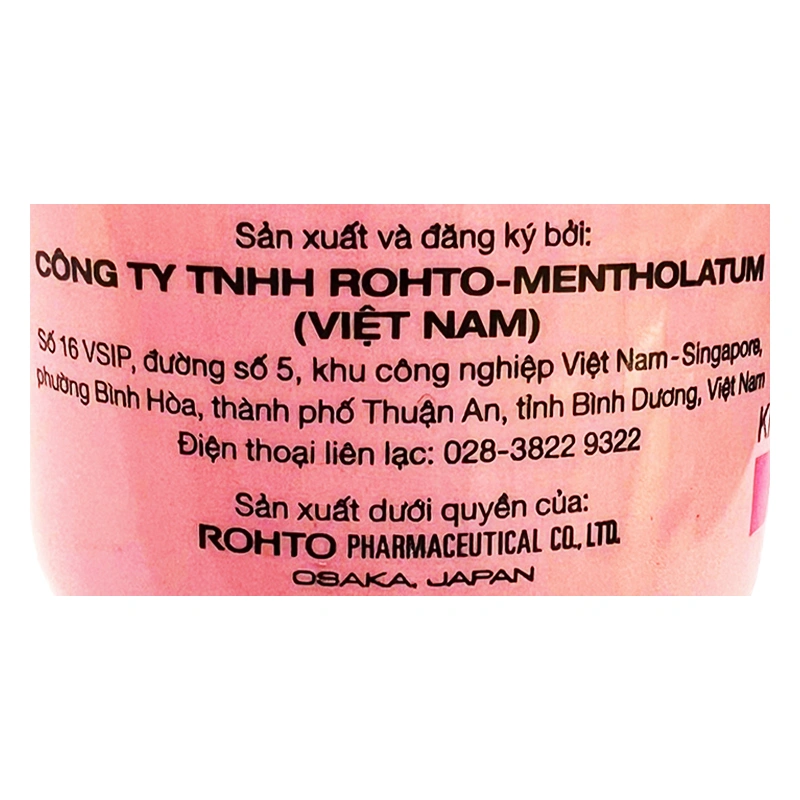 Sản xuất và đăng ký bởi:
CÔNG TY TNHH ROHTO-MENTHOLATUM
(VIỆT NAM)
Số 16 VSIP, đường số 5, khu công nghiệp Việt Nam-Singapore,
phường Bình Hòa, thành phố Thuận An, tỉnh Bình Dương, Việt Nam
Điện thoại liên lạc: 028-3822 9322
Sản xuất dưới quyền của:
ROHTO PHARMACEUTICAL CO., LTD.
OSAKA, JAPAN